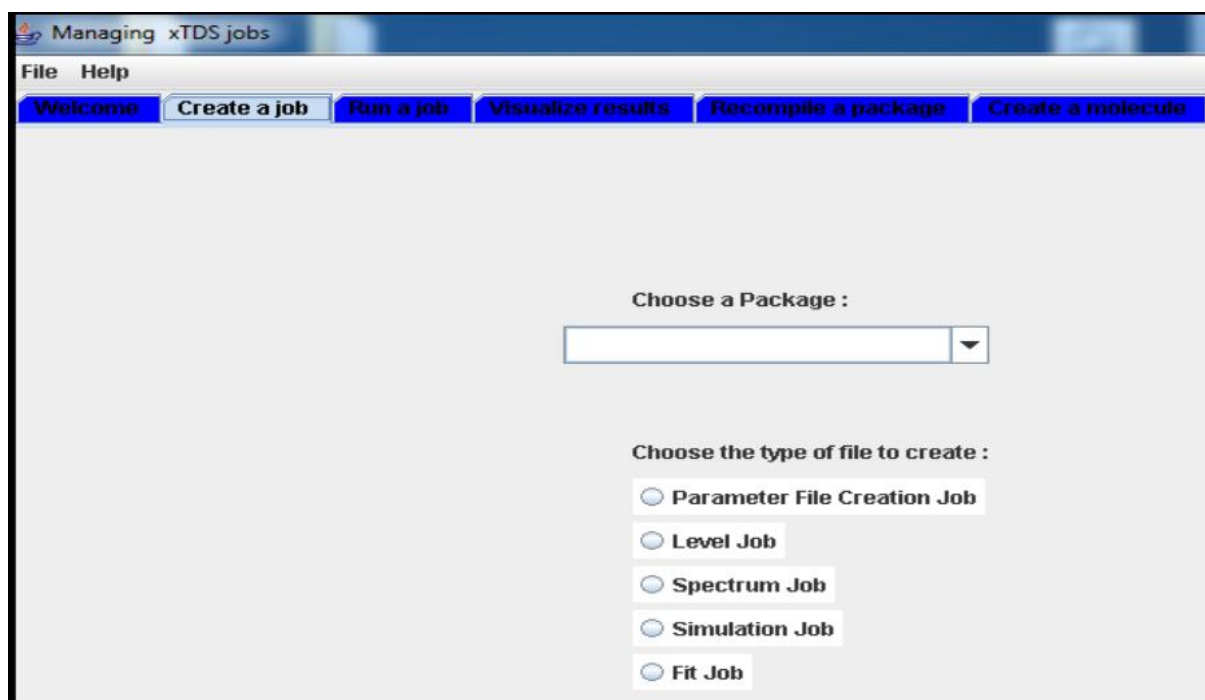 Managing xTDS jobs
File Help
Welcome Create a job Run a job Visualize results Recompile a package Create a molecule
Choose a Package :
Choose the type of file to create :
Parameter File Creation Job
Level Job
Spectrum Job
Simulation Job
Fit Job